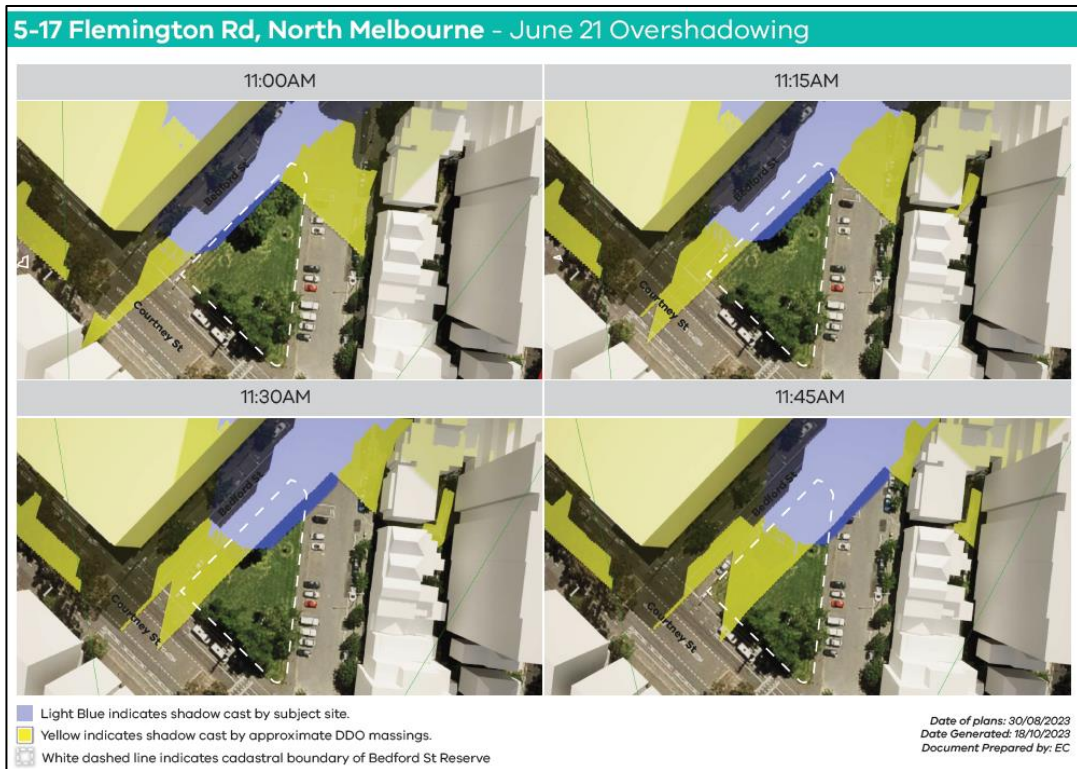 5-17 Flemington Rd, North Melbourne - June 21 Overshadowing
11:00AM
11:15AM
Bedford St
Courtney St
Bedford St
Courtney St
11:30AM
11:45AM
Bedford St
Courtney St
Bedford St
Courtney St
Light Blue indicates shadow cast by subject site.
Yellow indicates shadow cast by approximate DDO massings.
White dashed line indicates cadastral boundary of Bedford St Reserve
Date of plans: 30/08/2023
Date Generated: 18/10/2023
Document Prepared by: EC